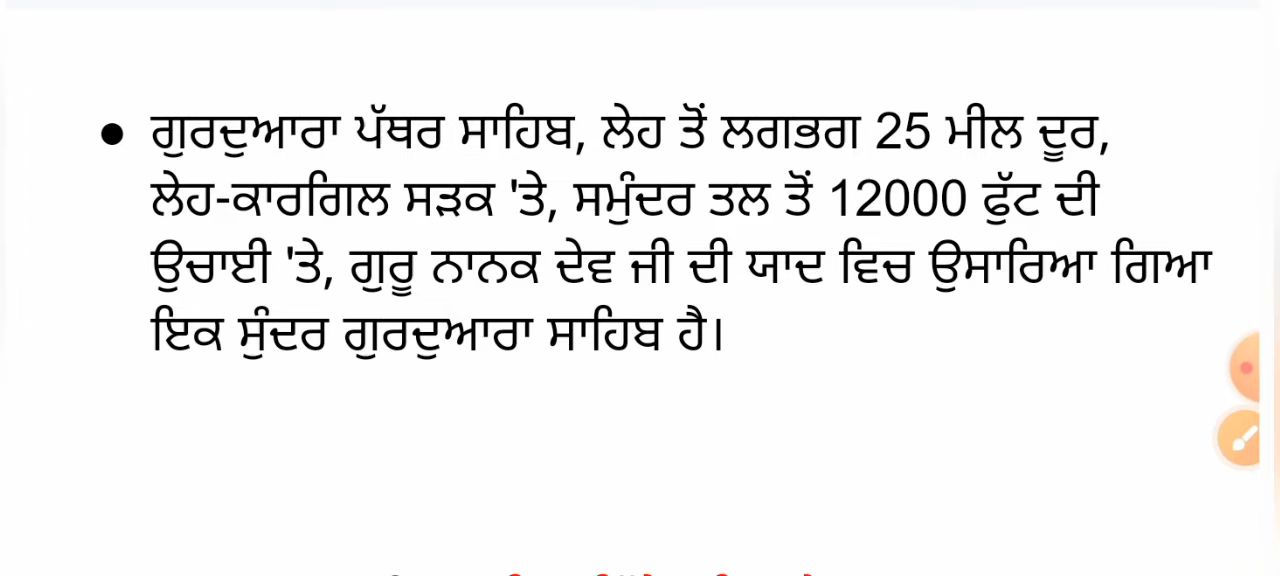 • ਗੁਰਦੁਆਰਾ ਪੱਥਰ ਸਾਹਿਬ, ਲੇਹ ਤੋਂ ਲਗਭਗ 25 ਮੀਲ ਦੂਰ,
ਲੇਹ-ਕਾਰਗਿਲ ਸੜਕ 'ਤੇ, ਸਮੁੰਦਰ ਤਲ ਤੋਂ 12000 ਫੁੱਟ ਦੀ
ਉਚਾਈ 'ਤੇ, ਗੁਰੂ ਨਾਨਕ ਦੇਵ ਜੀ ਦੀ ਯਾਦ ਵਿਚ ਉਸਾਰਿਆ ਗਿਆ
ਇਕ ਸੁੰਦਰ ਗੁਰਦੁਆਰਾ ਸਾਹਿਬ ਹੈ।